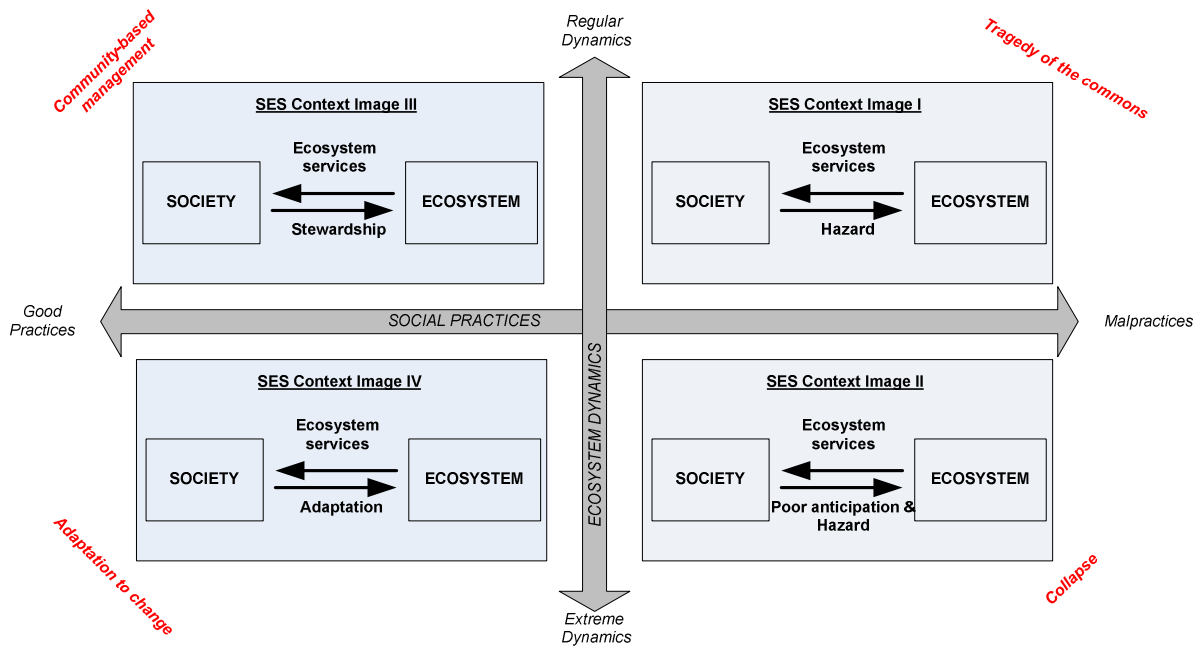 Regular
Dynamics
Community-based
management
Tragedy of the commons
SES Context Image III
Ecosystem
services
SOCIETY
ECOSYSTEM
Stewardship
SES Context Image I
Ecosystem
services
SOCIETY
ECOSYSTEM
Hazard
Good
Practices
SOCIAL PRACTICES
Malpractices
ECOSYSTEM DYNAMICS
SES Context Image IV
Ecosystem
services
SOCIETY
ECOSYSTEM
Adaptation
SES Context Image II
Ecosystem
services
SOCIETY
ECOSYSTEM
Poor anticipation &
Hazard
Adaptation to change
Collapse
Extreme
Dynamics